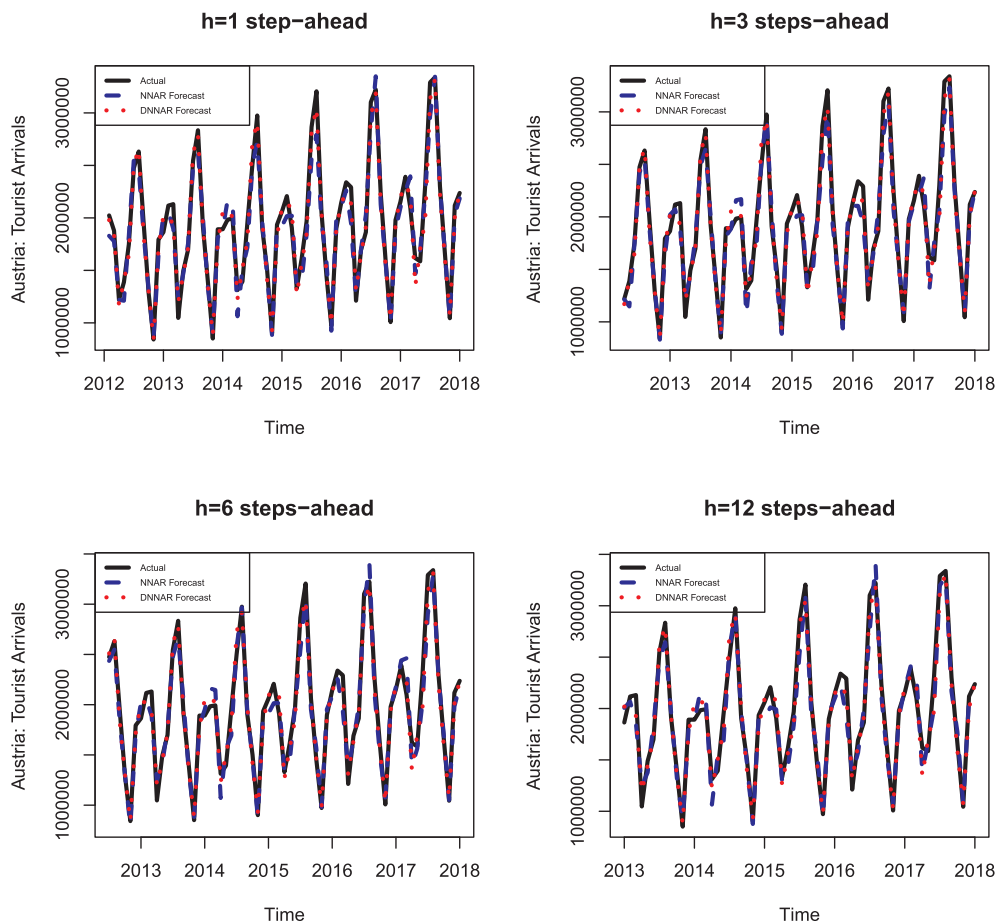 h=1 step−ahead
Actual
NNAR Forecast
DNNAR Forecast
Austria: Tourist Arrivals
1000000 2000000 3000000
2012 2013 2014 2015 2016 2017 2018
Time
h=3 steps−ahead
Actual
NNAR Forecast
DNNAR Forecast
Austria: Tourist Arrivals
1000000 2000000 3000000
2013 2014 2015 2016 2017 2018
Time
h=6 steps−ahead
Actual
NNAR Forecast
DNNAR Forecast
Austria: Tourist Arrivals
1000000 2000000 3000000
2013 2014 2015 2016 2017 2018
Time
h=12 steps−ahead
Actual
NNAR Forecast
DNNAR Forecast
Austria: Tourist Arrivals
1000000 2000000 3000000
2013 2014 2015 2016 2017 2018
Time